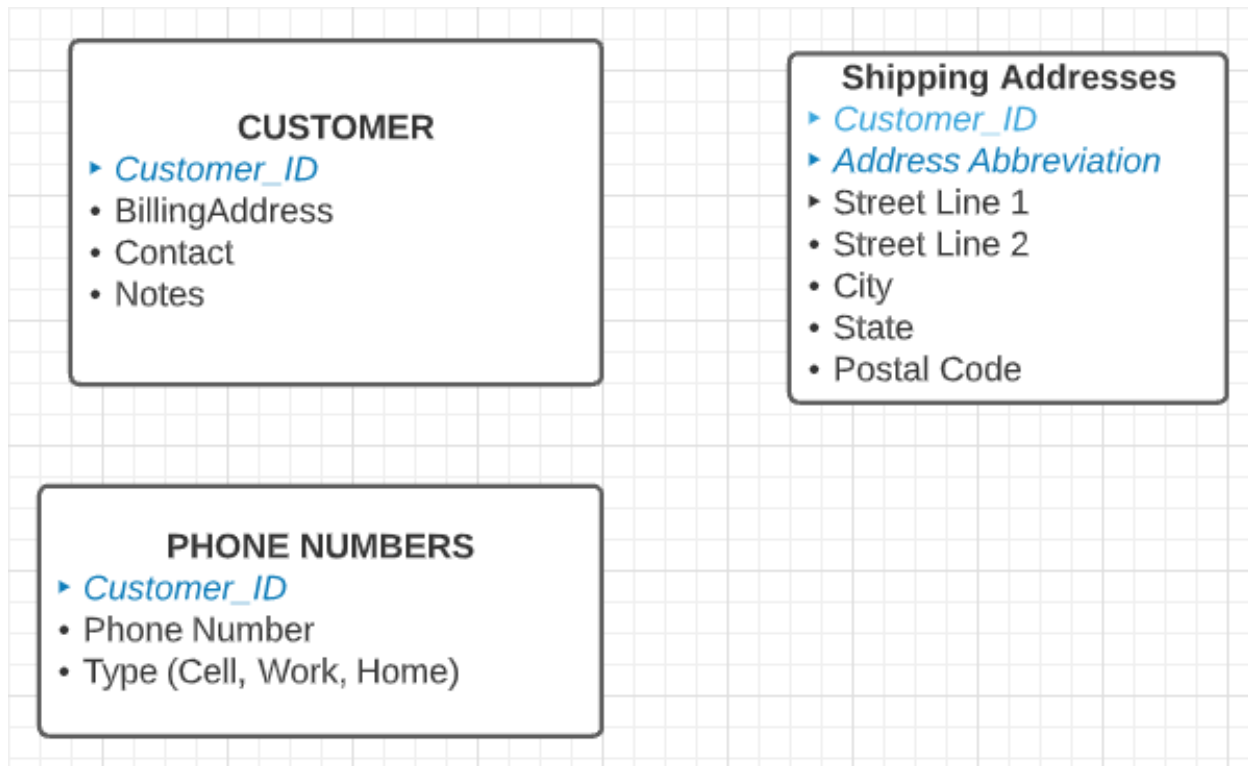 CUSTOMER
‣ Customer_ID
• BillingAddress
• Contact
• Notes
Shipping Addresses
‣ Customer_ID
‣ Address Abbreviation
‣ Street Line 1
• Street Line 2
• City
• State
• Postal Code
PHONE NUMBERS
‣ Customer_ID
• Phone Number
• Type (Cell, Work, Home)